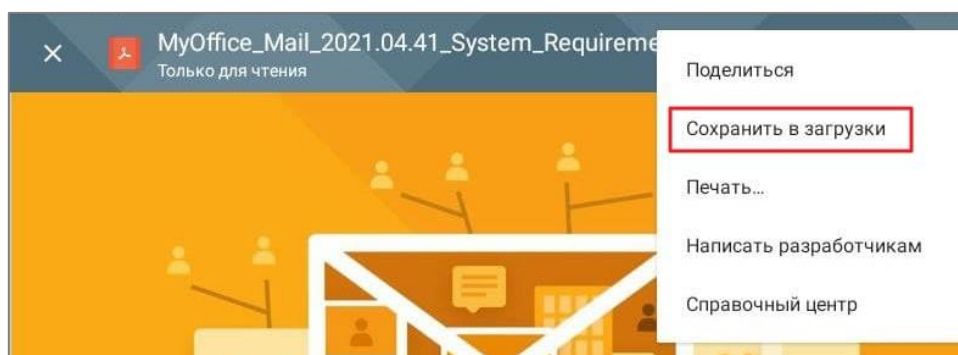 MyOffice_Mail_2021.04.41_System_Requireme
Только для чтения
Поделиться
Сохранить в загрузки
Печать...
Написать разработчикам
Справочный центр